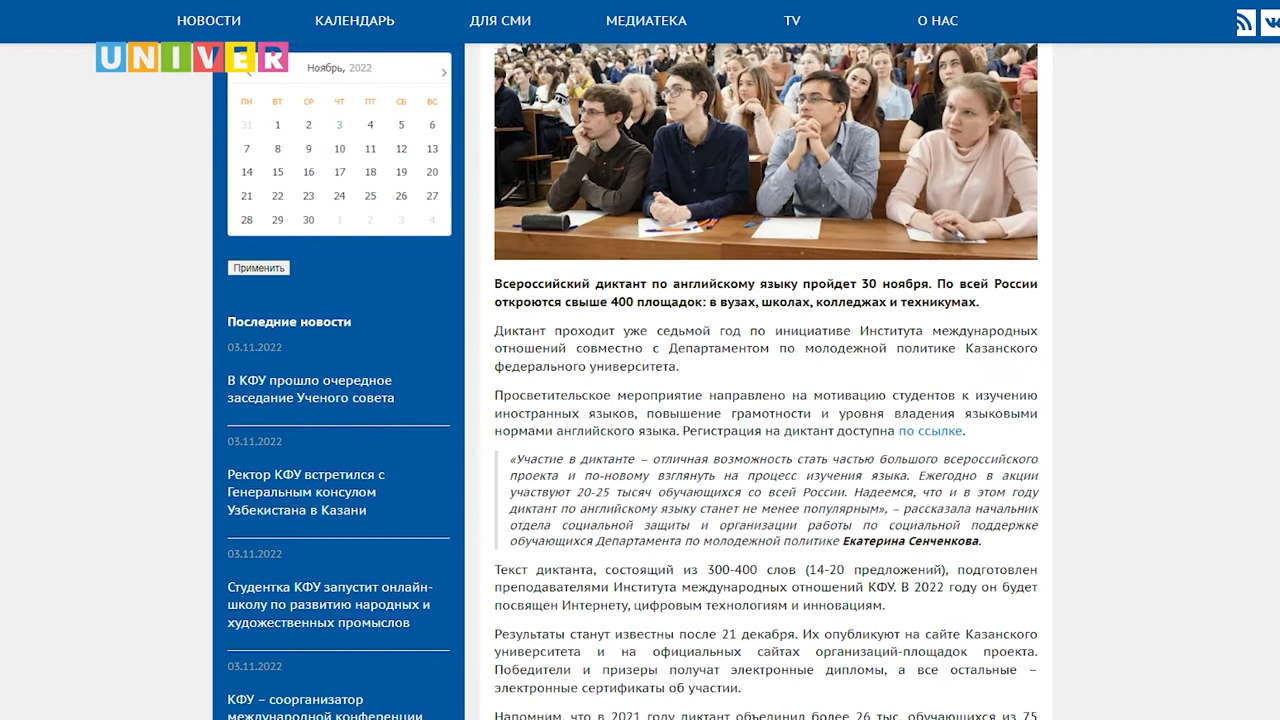 НОВОСТИ КАЛЕНДАРЬ ДЛЯ СМИ МЕДИАТЕКА TV О НАС
UNIVER
Ноябрь, 2022
ПН ВТ СР ЧТ ПТ СБ ВС
31 1 2 3 4 5 6
7 8 9 10 11 12 13
14 15 16 17 18 19 20
21 22 23 24 25 26 27
28 29 30 1 2 3 4
Применить
Последние новости
03.11.2022
В КФУ прошло очередное
заседание Ученого совета
03.11.2022
Ректор КФУ встретился с
Генеральным консулом
Узбекистана в Казани
03.11.2022
Студентка КФУ запустит онлайн-
школу по развитию народных и
художественных промыслов
03.11.2022
КФУ – соорганизатор
международной конференции
Всероссийский диктант по английскому языку пройдет 30 ноября. По всей России
откроются свыше 400 площадок: в вузах, школах, колледжах и техникумах.
Диктант проходит уже седьмой год по инициативе Института международных
отношений совместно с Департаментом по молодежной политике Казанского
федерального университета.
Просветительское мероприятие направлено на мотивацию студентов к изучению
иностранных языков, повышение грамотности и уровня владения языковыми
нормами английского языка. Регистрация на диктант доступна по ссылке.
«Участие в диктанте – отличная возможность стать частью большого всероссийского
проекта и по-новому взглянуть на процесс изучения языка. Ежегодно в акции
участвуют 20-25 тысяч обучающихся со всей России. Надеемся, что и в этом году
диктант по английскому языку станет не менее популярным», – рассказала начальник
отдела социальной защиты и организации работы по социальной поддержке
обучающихся Департамента по молодежной политике Екатерина Сенченкова.
Текст диктанта, состоящий из 300-400 слов (14-20 предложений), подготовлен
преподавателями Института международных отношений КФУ. В 2022 году он будет
посвящен Интернету, цифровым технологиям и инновациям.
Результаты станут известны после 21 декабря. Их опубликуют на сайте Казанского
университета и на официальных сайтах организаций-площадок проекта.
Победители и призеры получат электронные дипломы, а все остальные –
электронные сертификаты об участии.
Напомним, что в 2021 году диктант объединил более 26 тыс. обучающихся из 75